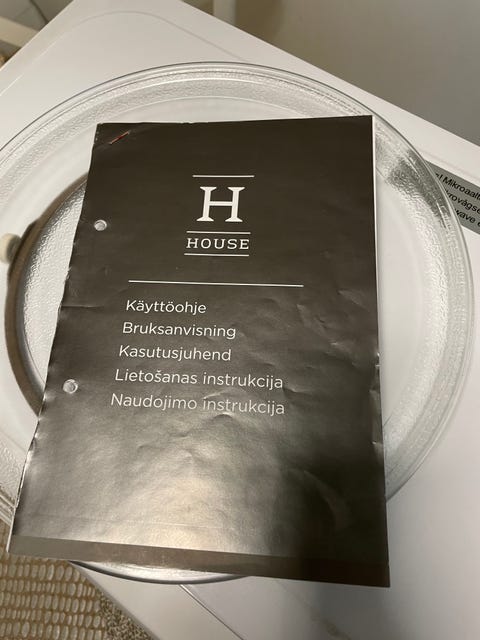 H
HOUSE
Käyttöohje
Bruksanvisning
Kasutusjuhend
Lietošanas instrukcija
Naudojimo instrukcija